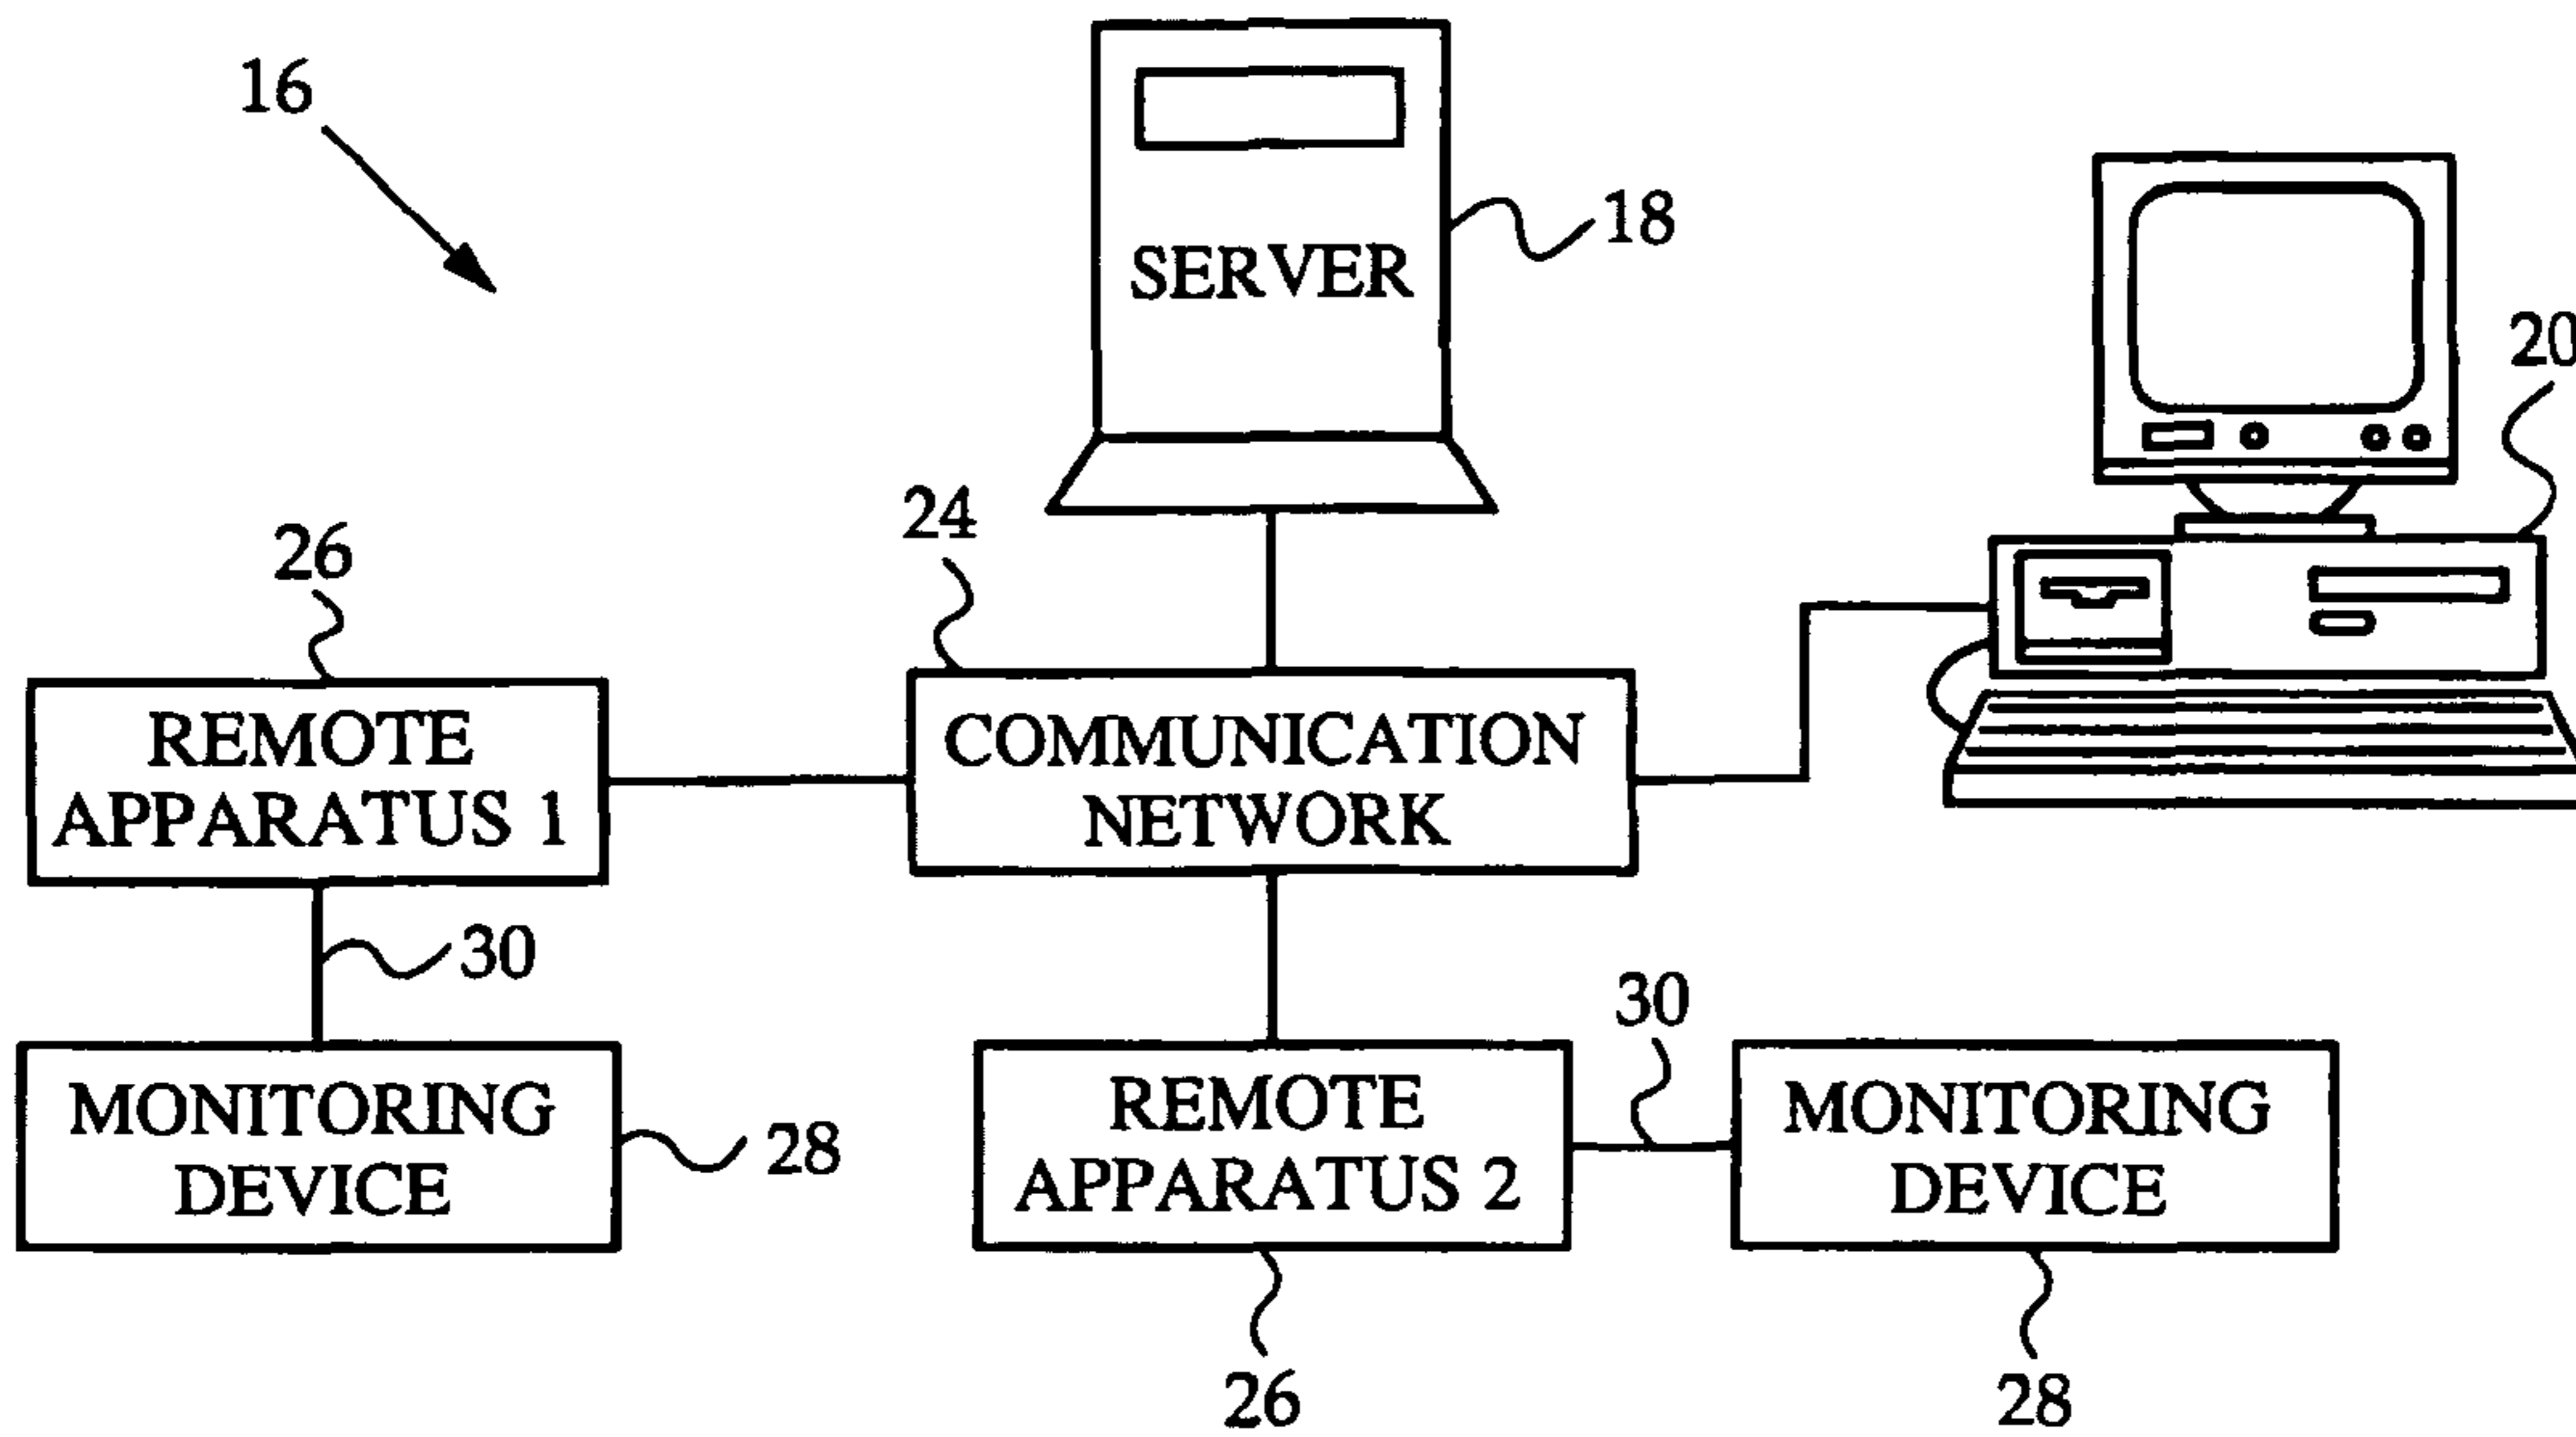 16
SERVER
18
20
24
26
REMOTE
APPARATUS 1
COMMUNICATION
NETWORK
30
30
MONITORING
DEVICE
28
REMOTE
APPARATUS 2
MONITORING
DEVICE
26
28